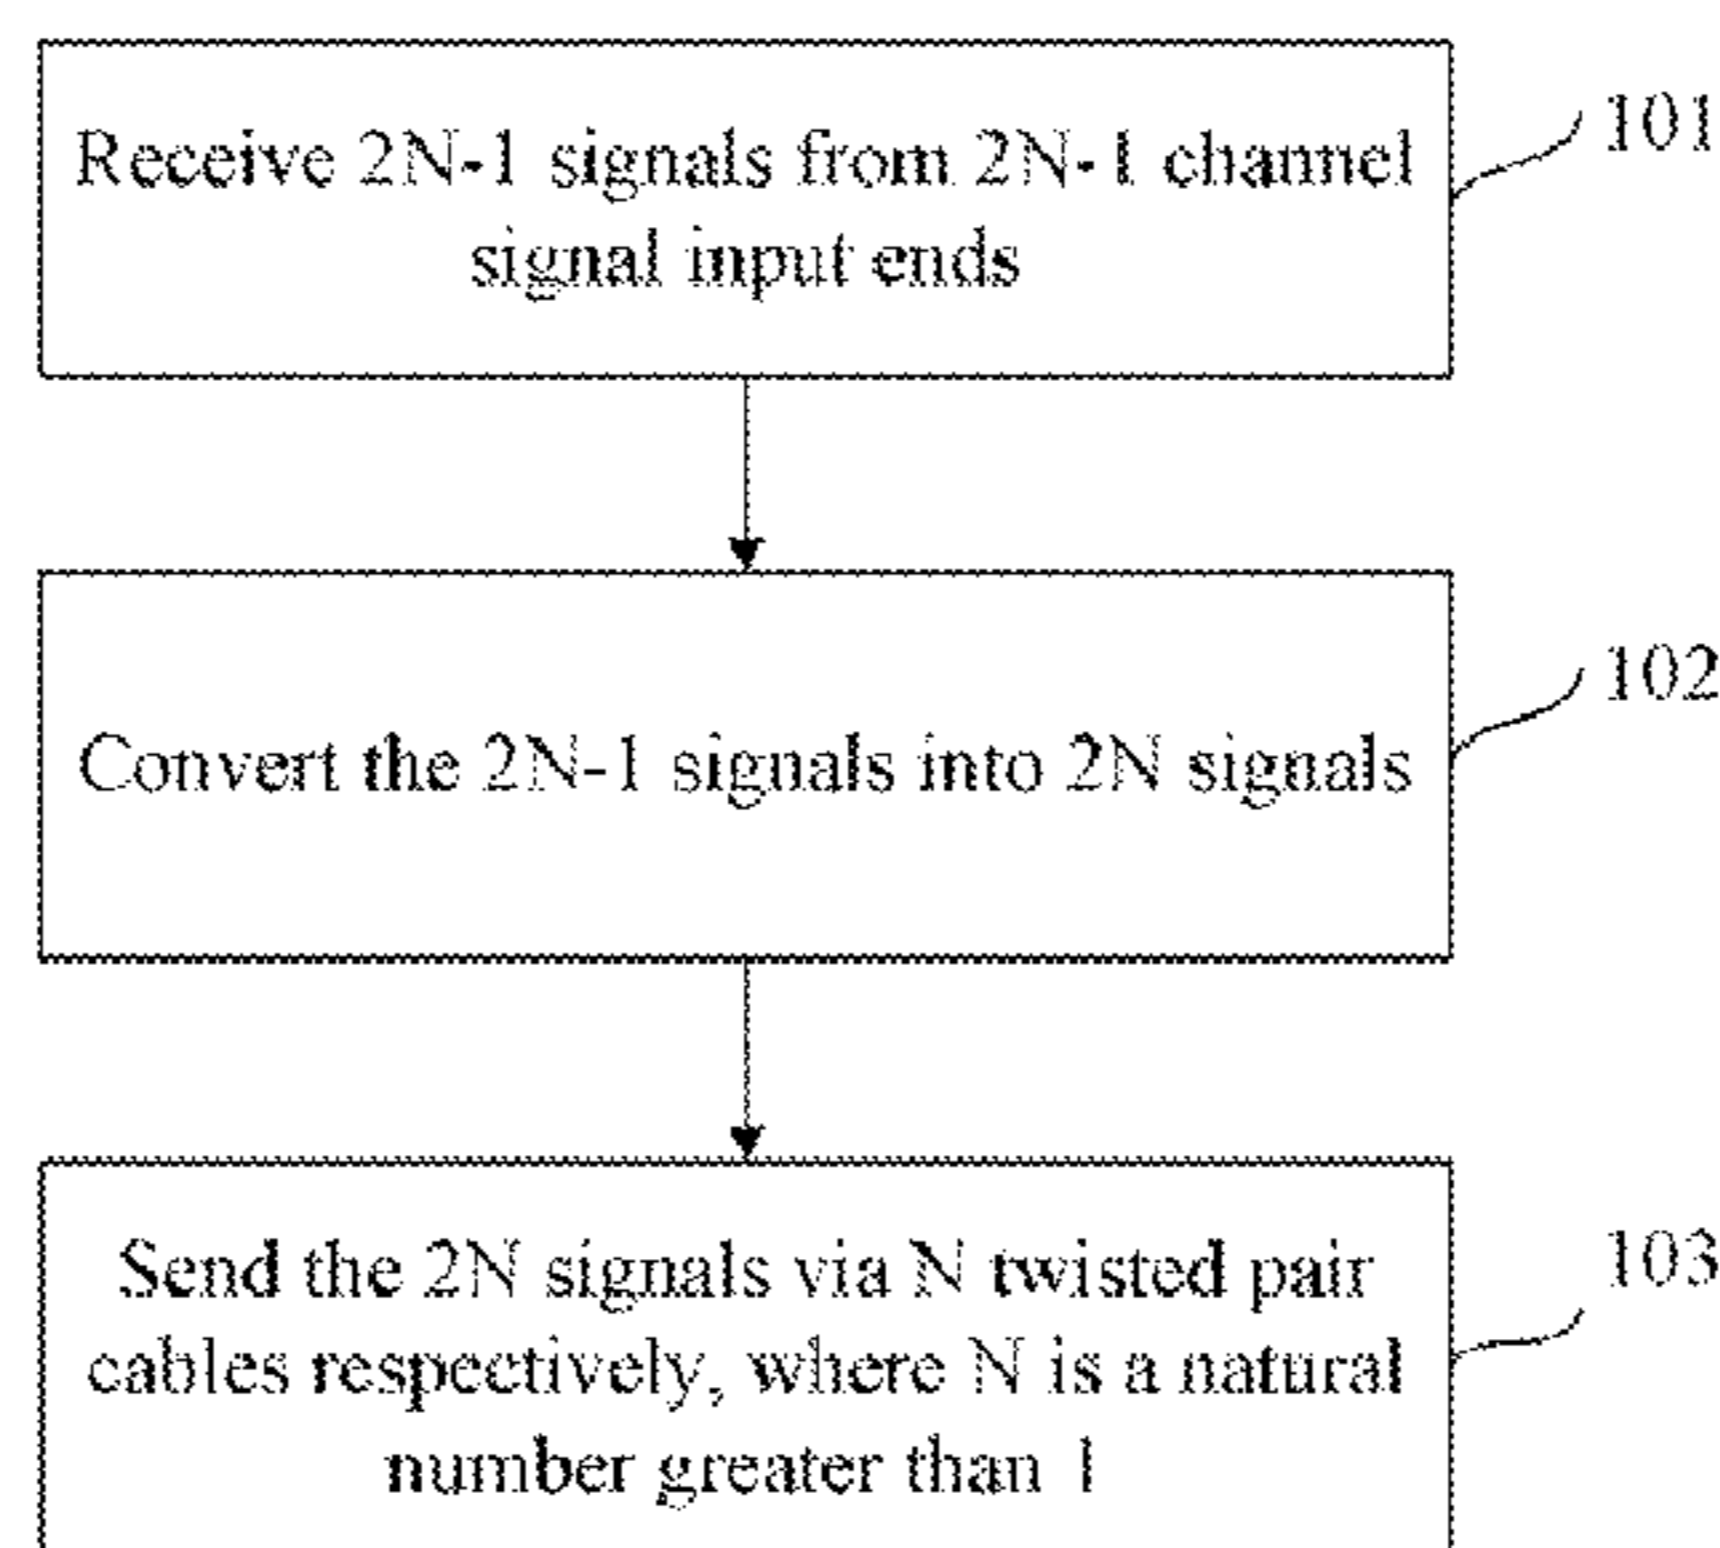 Receive 2N-1 signals from 2N-1 channel
signal input ends
101
Convert the 2N-1 signals into 2N signals
102
Send the 2N signals via N twisted pair
cables respectively, where N is a natural
number greater than 1
103